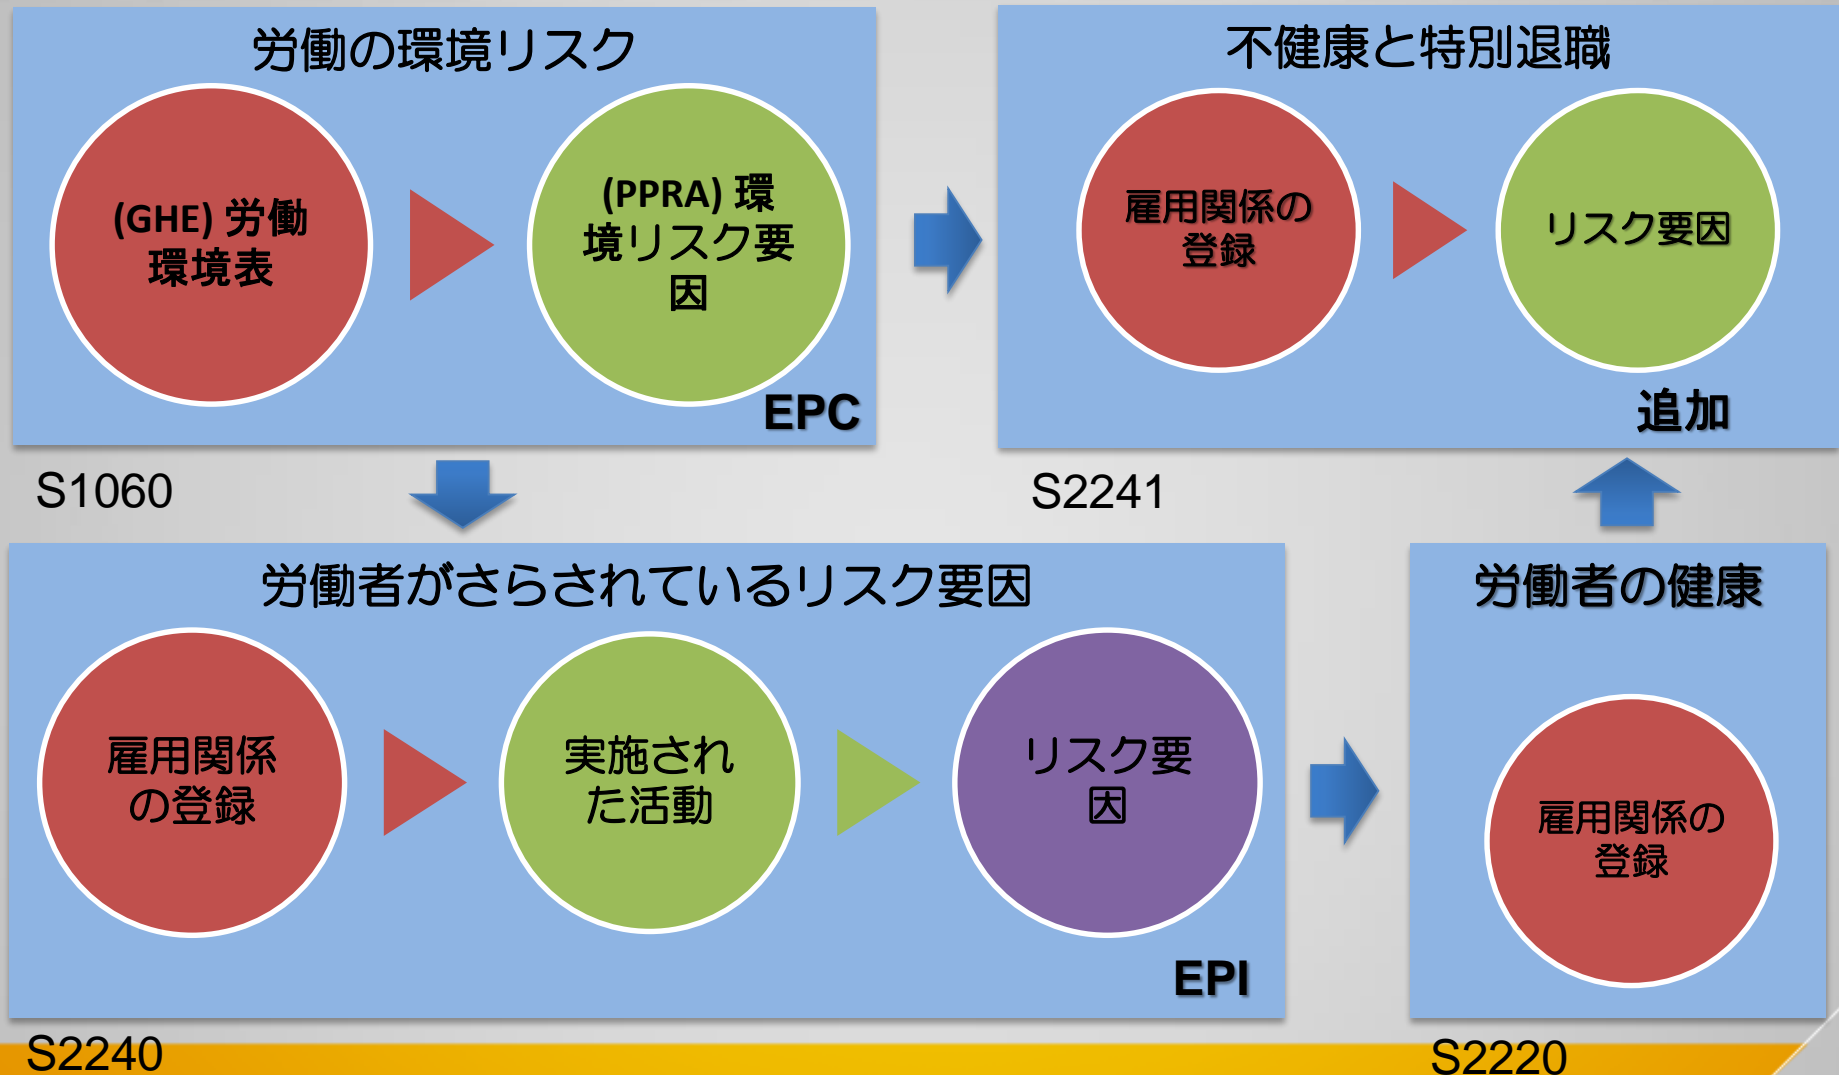 労働の環境リスク
(GHE) 労働
環境表
(PPRA) 環
境リスク要
因
EPC
S1060
不健康と特別退職
雇用関係の
登録
リスク要因
追加
S2241
労働者がさらされているリスク要因
雇用関係
の登録
実施され
た活動
リスク要
因
EPI
S2240
労働者の健康
雇用関係の
登録
S2220